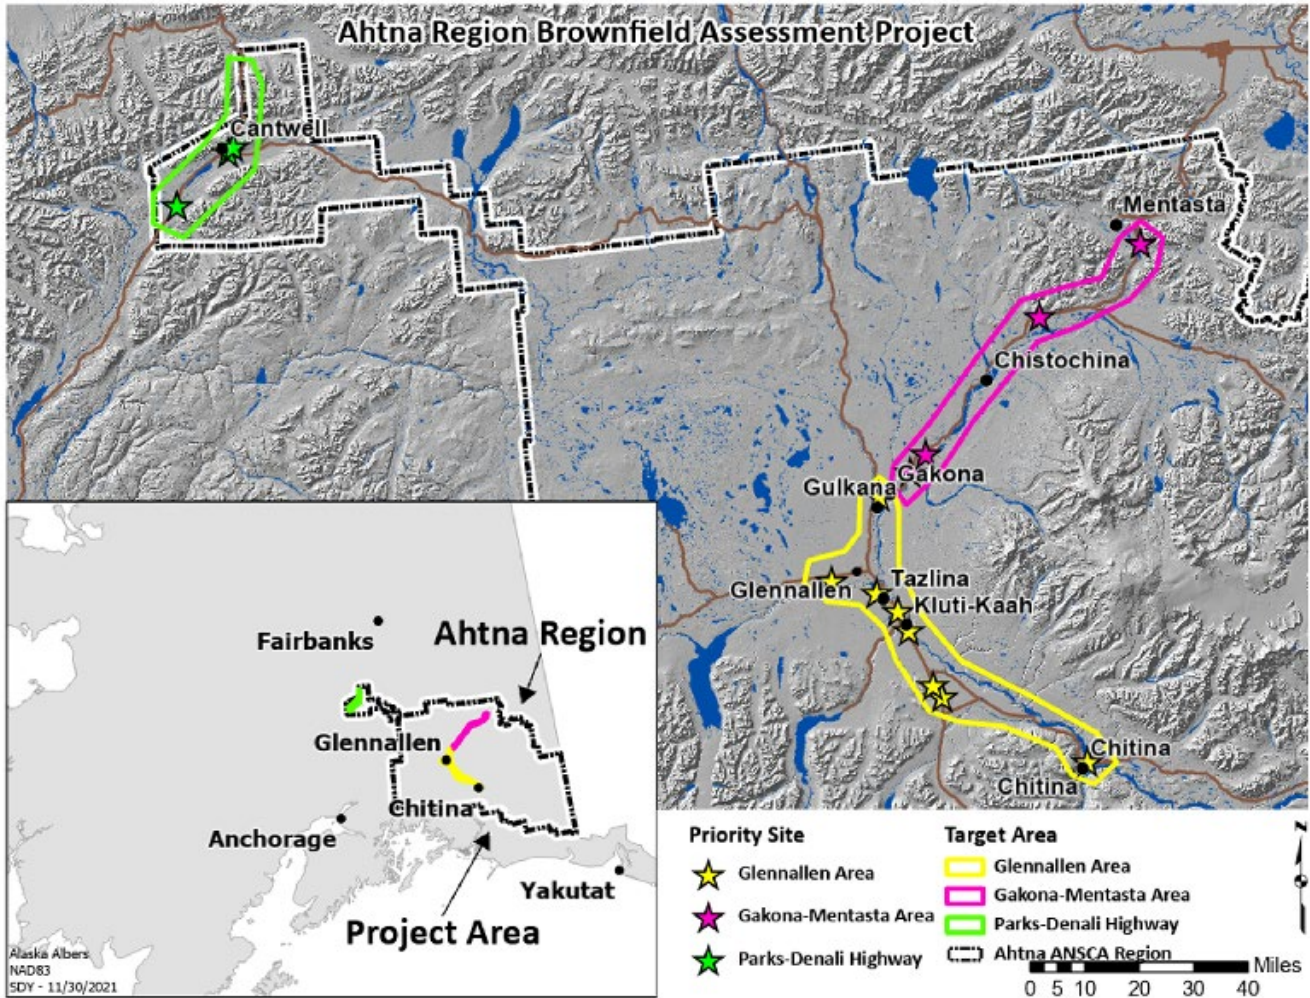 Ahtna Region Brownfield Assessment Project
Cantwell
Mentasta
Chistochina
Gakona
Gulkana
Tazlina
Glennallen
Kluti-Kaah
Chitina
Chitina
Fairbanks
Ahtna Region
Glennallen
Chitina
Anchorage
Yakutat
Project Area
Alaska Albers
NAD83
SDY - 11/30/2021
Priority Site
Glennallen Area
Gakona-Mentasta Area
Parks-Denali Highway
Target Area
Glennallen Area
Gakona-Mentasta Area
Parks-Denali Highway
Ahtna ANSCA Region
N
Miles
0 5 10 20 30 40